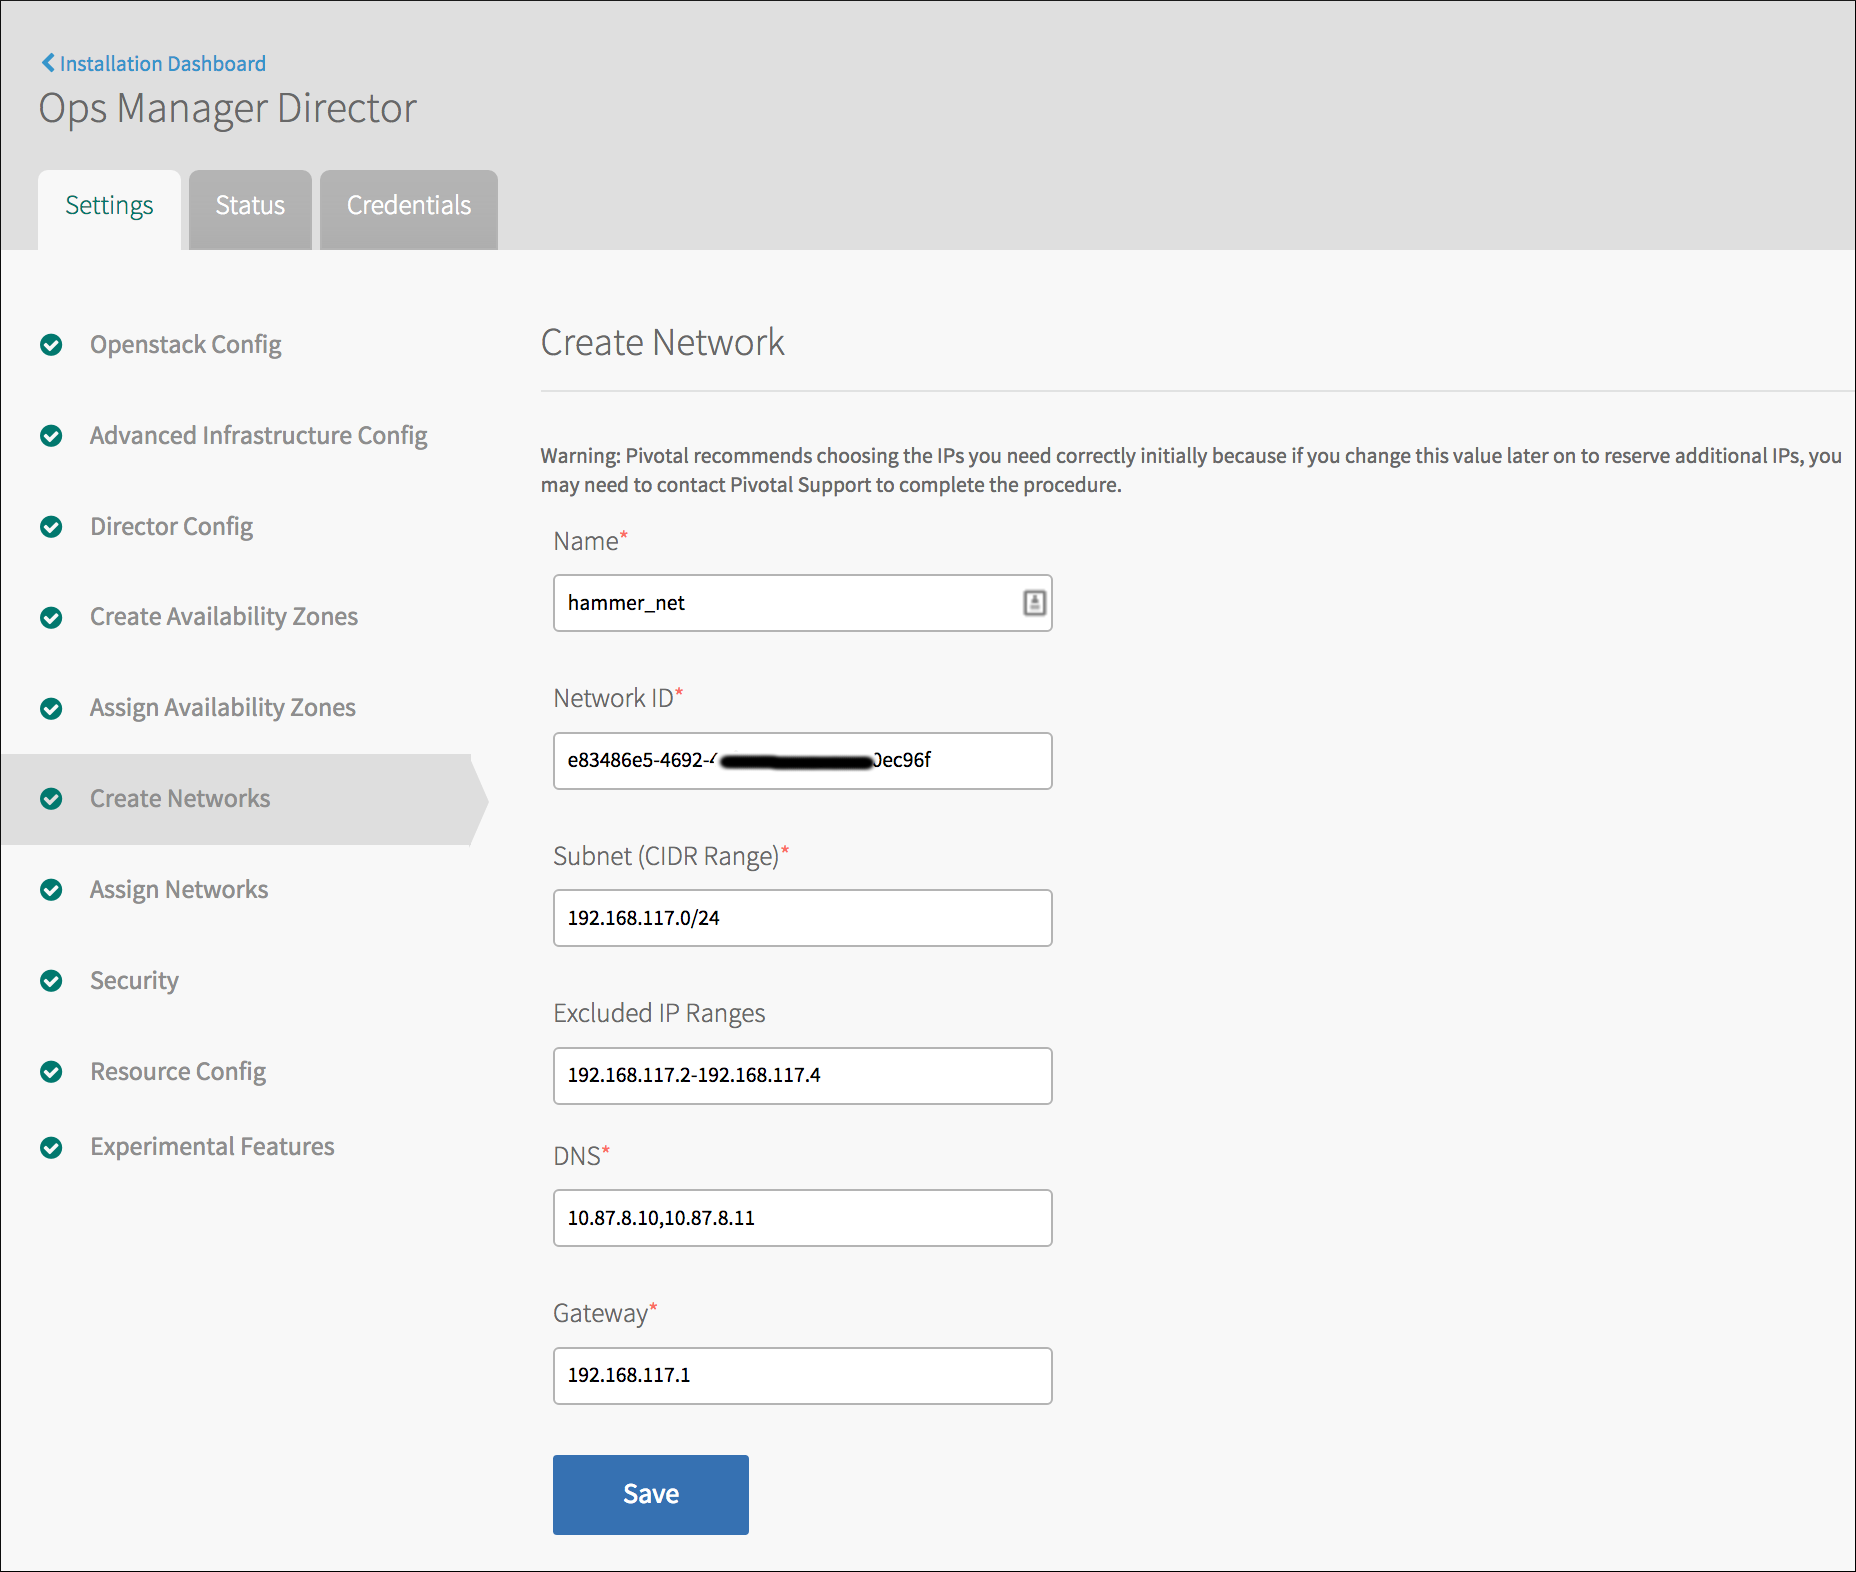 Installation Dashboard
Ops Manager Director
Settings
Status
Credentials
Openstack Config
Advanced Infrastructure Config
Director Config
Create Availability Zones
Assign Availability Zones
Create Networks
Assign Networks
Security
Resource Config
Experimental Features
Create Network
Warning: Pivotal recommends choosing the IPs you need correctly initially because if you change this value later on to reserve additional IPs, you
may need to contact Pivotal Support to complete the procedure.
Name*
hammer_net
Network ID*
e83486e5-4692- ec96f
Subnet (CIDR Range)*
192.168.117.0/24
Excluded IP Ranges
192.168.117.2-192.168.117.4
DNS*
10.87.8.10,10.87.8.11
Gateway*
192.168.117.1
Save